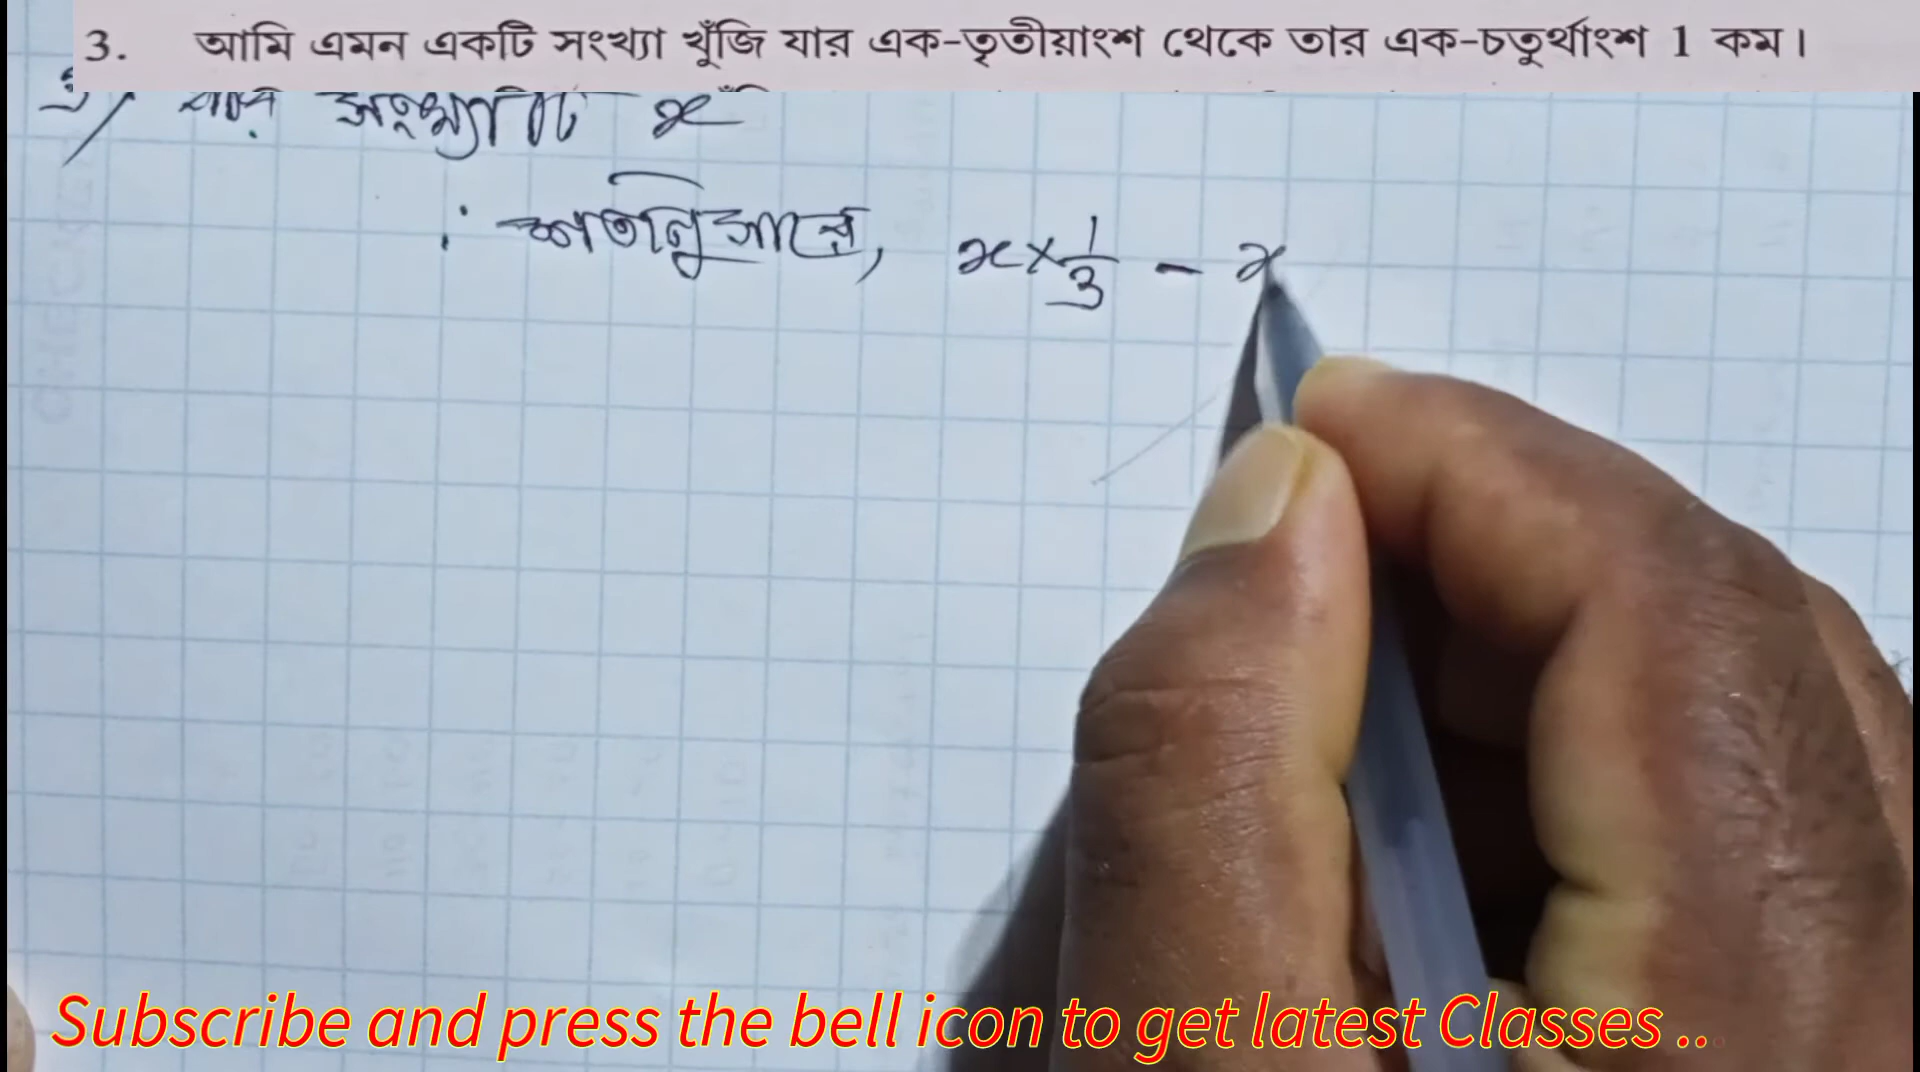 3. আমি এমন একটি সংখ্যা খুঁজি যার এক-তৃতীয়াংশ থেকে তার এক-চতুর্থাংশ 1 কম।
3) ধরি সংখ্যাটি x
∴ শর্তানুসারে, x × 1/3 - x
Subscribe and press the bell icon to get latest Classes ..